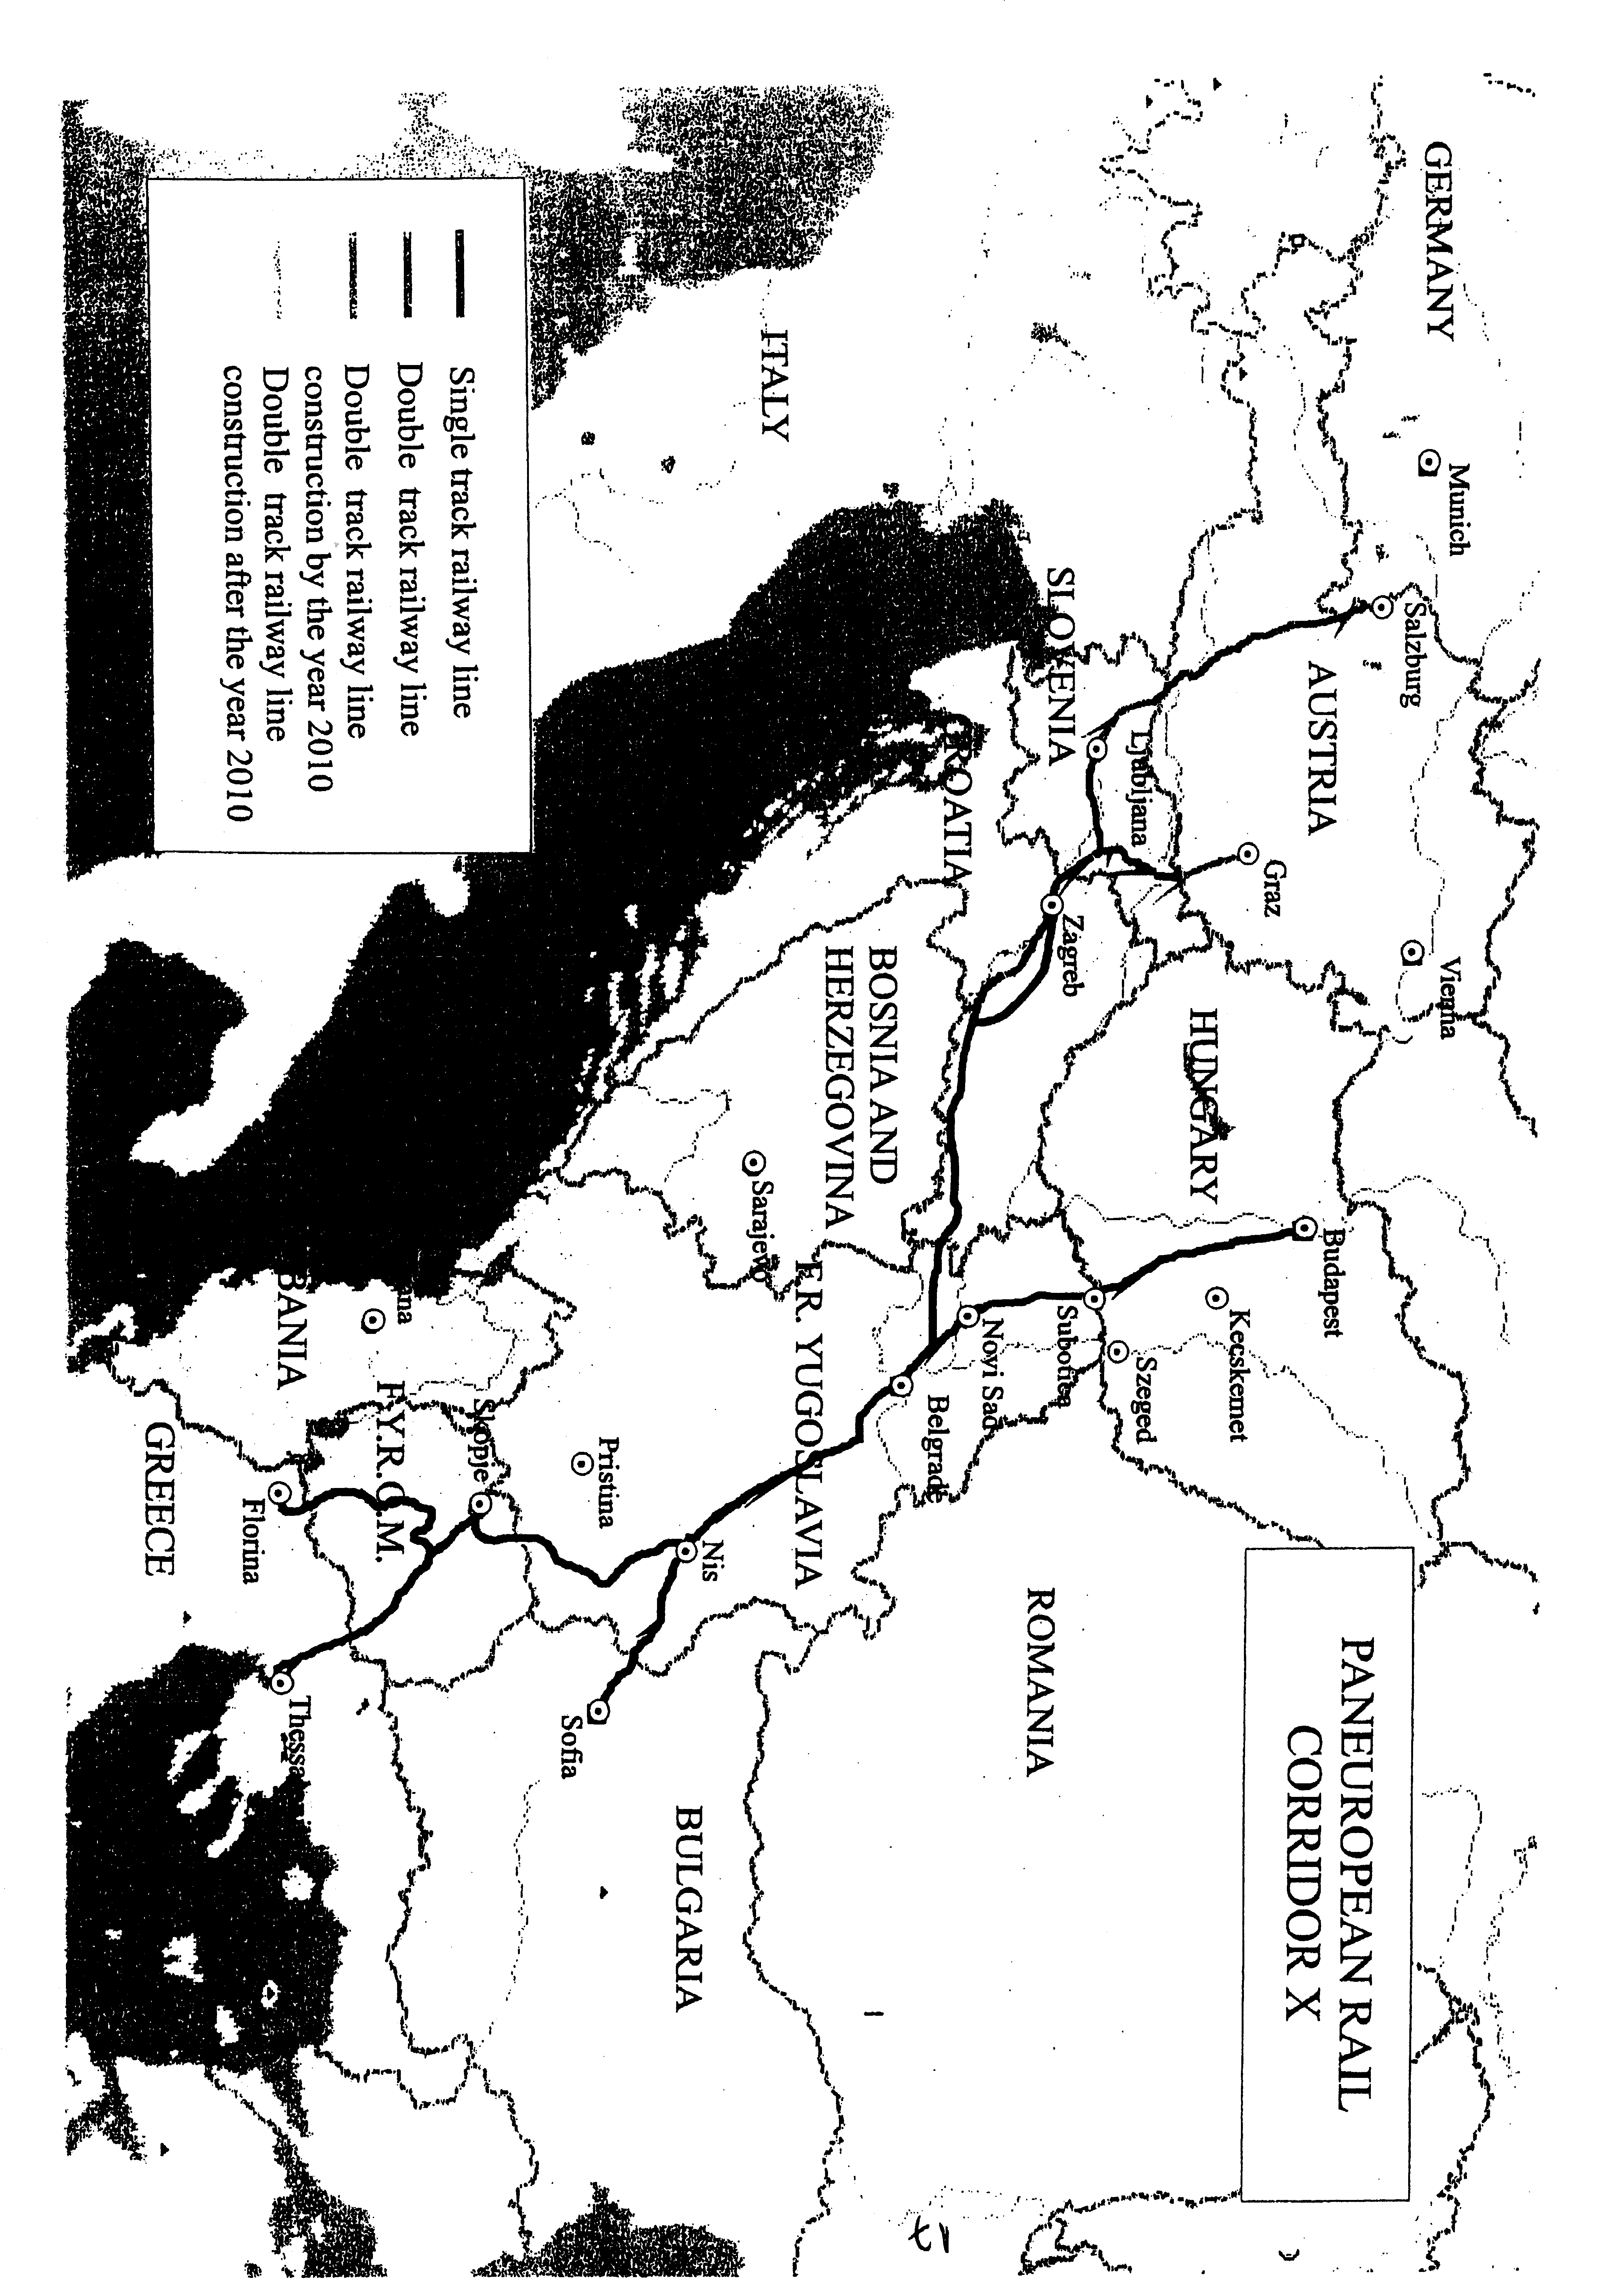 PANEUROPEAN RAIL
CORRIDOR X
GERMANY
Munich
Salzburg
AUSTRIA
Vienna
Graz
HUNGARY
Budapest
Kecskemet
Szeged
Subotica
SLOVENIA
Ljubljana
Zagreb
CROATIA
ITALY
BOSNIA AND
HERZEGOVINA
Sarajevo
Novi Sad
Belgrade
F.R. YUGOSLAVIA
ROMANIA
Nis
Pristina
Sofia
BULGARIA
Skopje
F.Y.R.O.M.
ana
BANIA
Florina
GREECE
Thessa
Single track railway line
Double track railway line
Double track railway line
construction by the year 2010
Double track railway line
construction after the year 2010